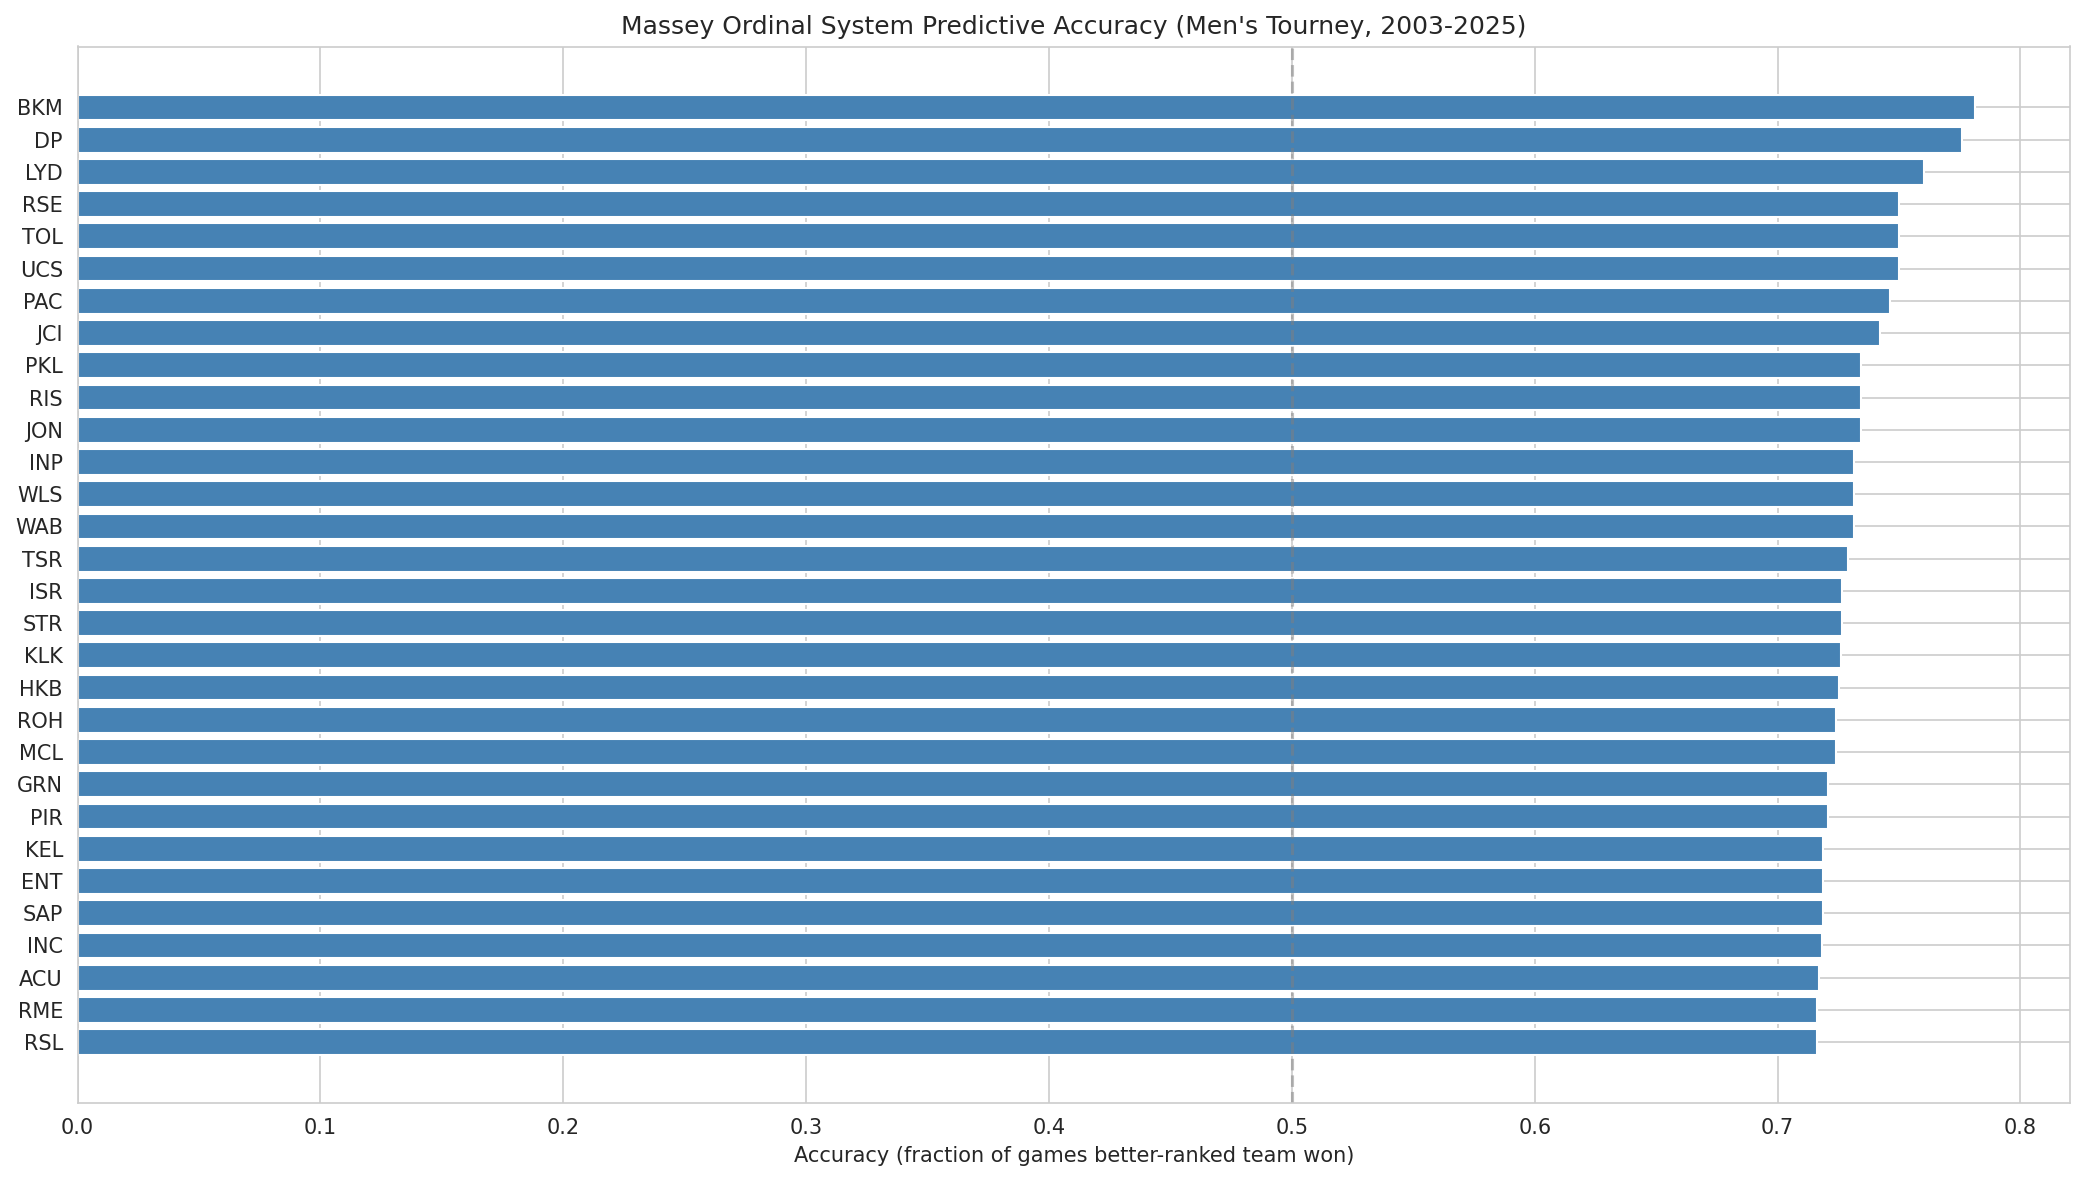 Massey Ordinal System Predictive Accuracy (Men's Tourney, 2003-2025)
BKM
DP
LYD
RSE
TOL
UCS
PAC
JCI
PKL
RIS
JON
INP
WLS
WAB
TSR
ISR
STR
KLK
HKB
ROH
MCL
GRN
PIR
KEL
ENT
SAP
INC
ACU
RME
RSL
0.0 0.1 0.2 0.3 0.4 0.5 0.6 0.7 0.8
Accuracy (fraction of games better-ranked team won)